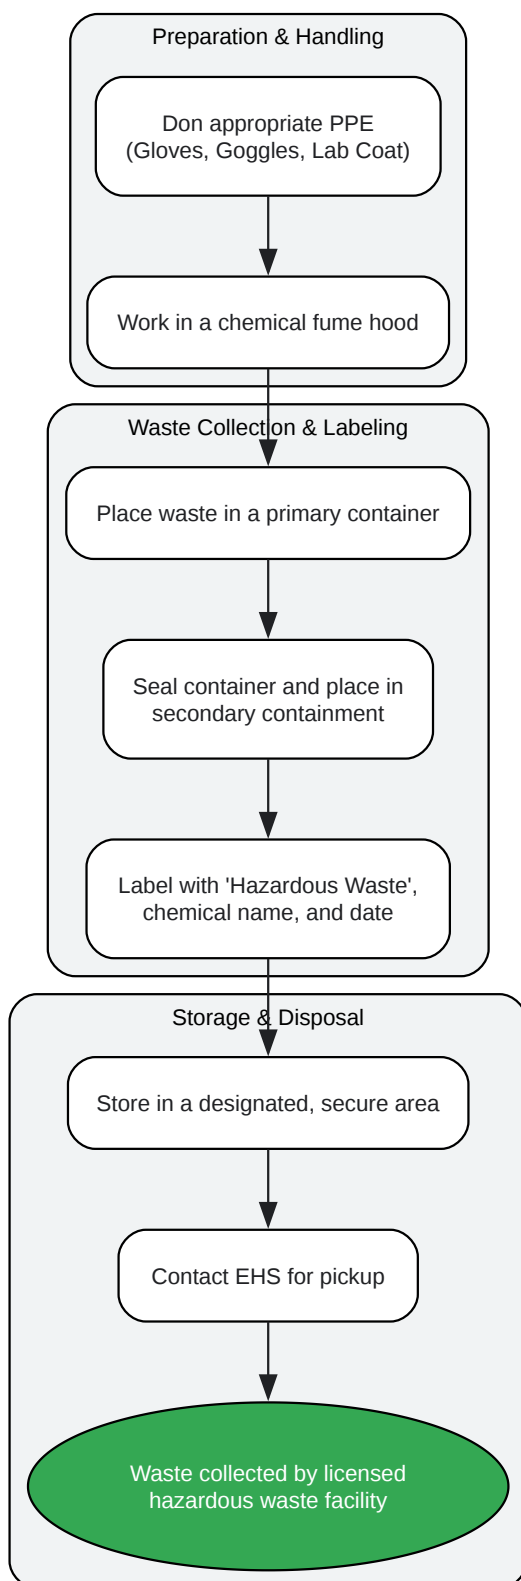 Preparation & Handling
Don appropriate PPE
(Gloves, Goggles, Lab Coat)
Work in a chemical fume hood
Waste Collection & Labeling
Place waste in a primary container
Seal container and place in
secondary containment
Label with 'Hazardous Waste',
chemical name, and date
Storage & Disposal
Store in a designated, secure area
Contact EHS for pickup
Waste collected by licensed
hazardous waste facility